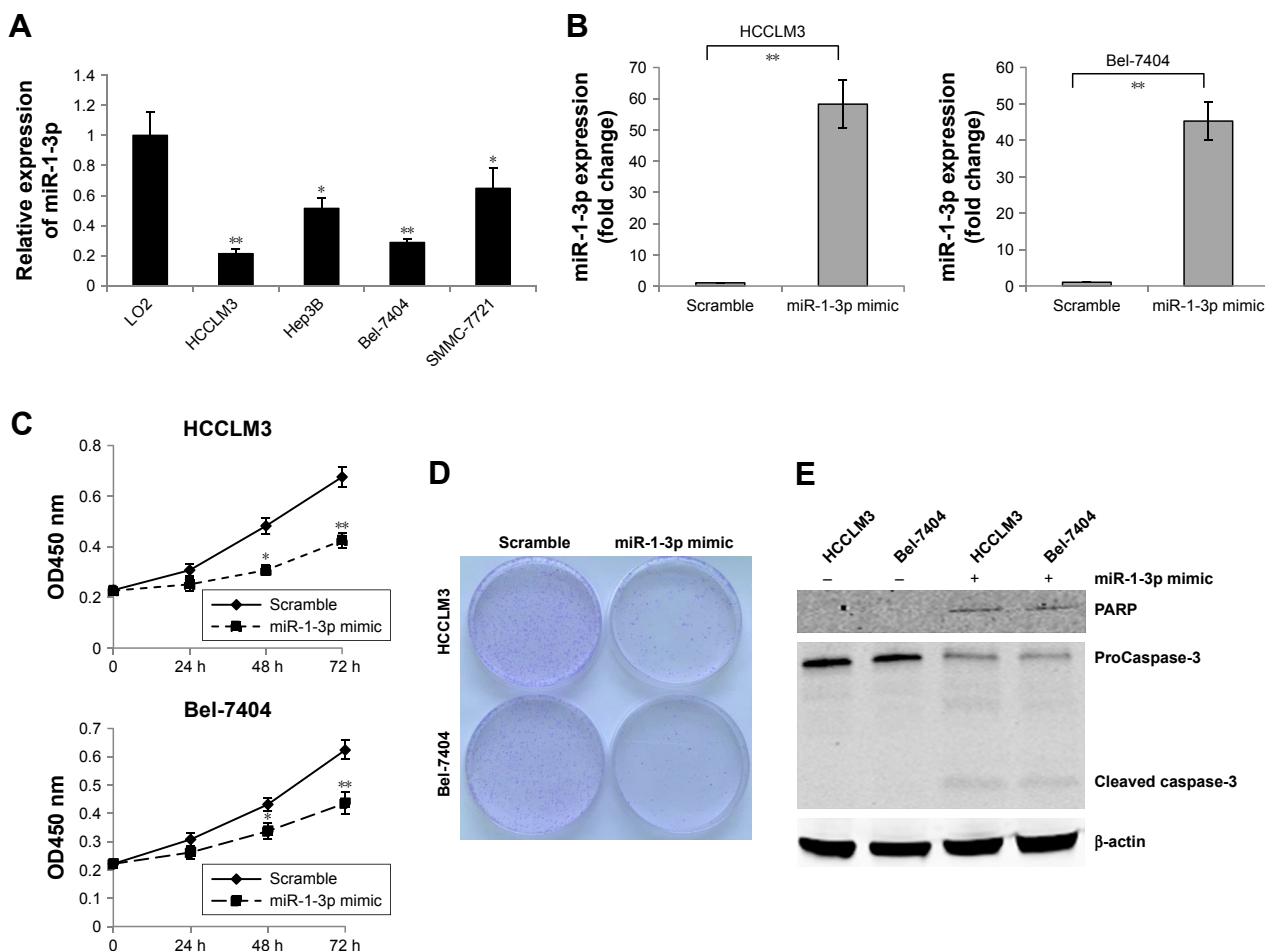 A
Relative expression
of miR-1-3p
1.4
1.2
1
0.8
0.6
0.4
0.2
0
**
*
**
*
LO2
HCCLM3
Hep3B
Bel-7404
SMMC-7721
B
HCCLM3
**
miR-1-3p expression
(fold change)
70
60
50
40
30
20
10
0
Scramble
miR-1-3p mimic
Bel-7404
**
miR-1-3p expression
(fold change)
60
50
40
30
20
10
0
Scramble
miR-1-3p mimic
C
HCCLM3
OD450 nm
0.8
0.6
0.4
0.2
0
*
**
Scramble
miR-1-3p mimic
0
24 h
48 h
72 h
Bel-7404
OD450 nm
0.7
0.6
0.5
0.4
0.3
0.2
0.1
0
*
**
Scramble
miR-1-3p mimic
0
24 h
48 h
72 h
D
Scramble
miR-1-3p mimic
HCCLM3
Bel-7404
E
HCCLM3
Bel-7404
HCCLM3
Bel-7404
– – + + miR-1-3p mimic
PARP
ProCaspase-3
Cleaved caspase-3
β-actin